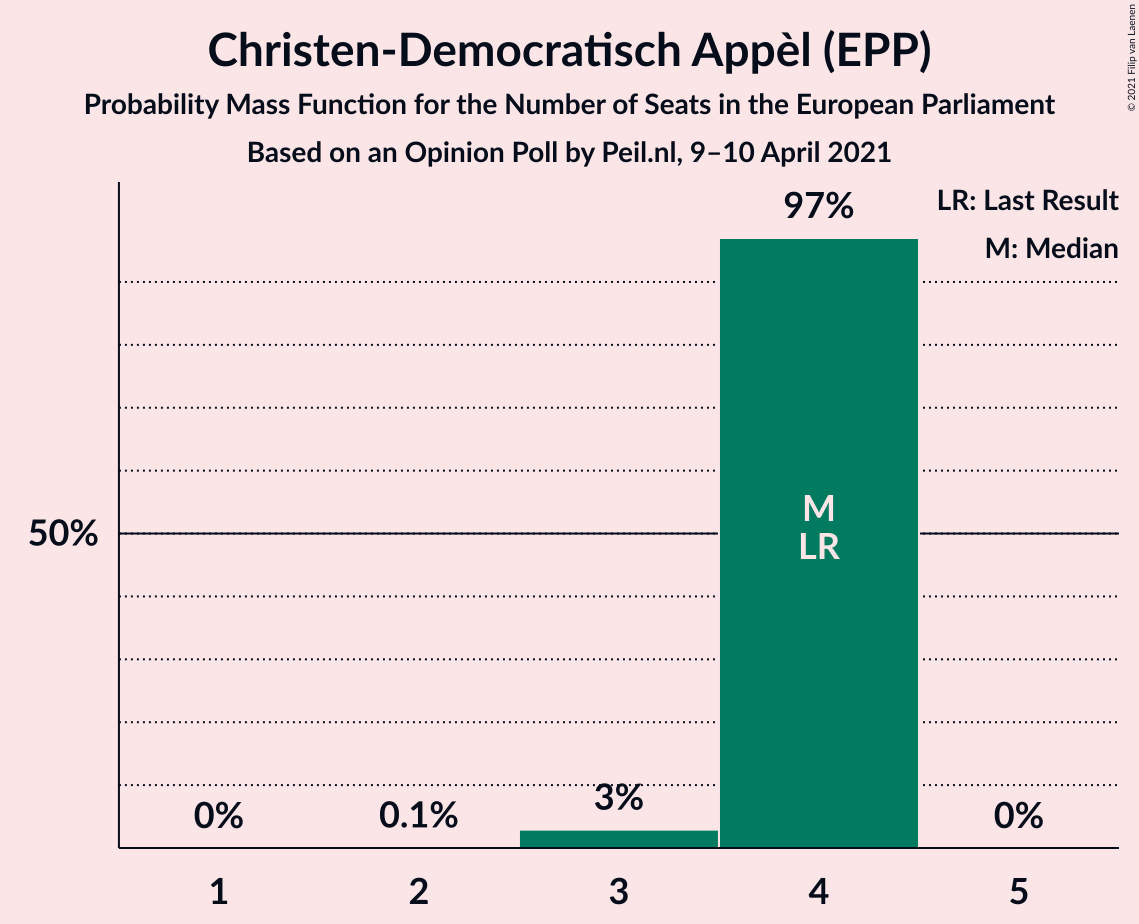 Christen-Democratisch Appèl (EPP)
Probability Mass Function for the Number of Seats in the European Parliament
Based on an Opinion Poll by Peil.nl, 9–10 April 2021
© 2021 Filip van Laenen
LR: Last Result
M: Median
97%
50%
M
LR
0%
0.1%
3%
0%
1
2
3
4
5